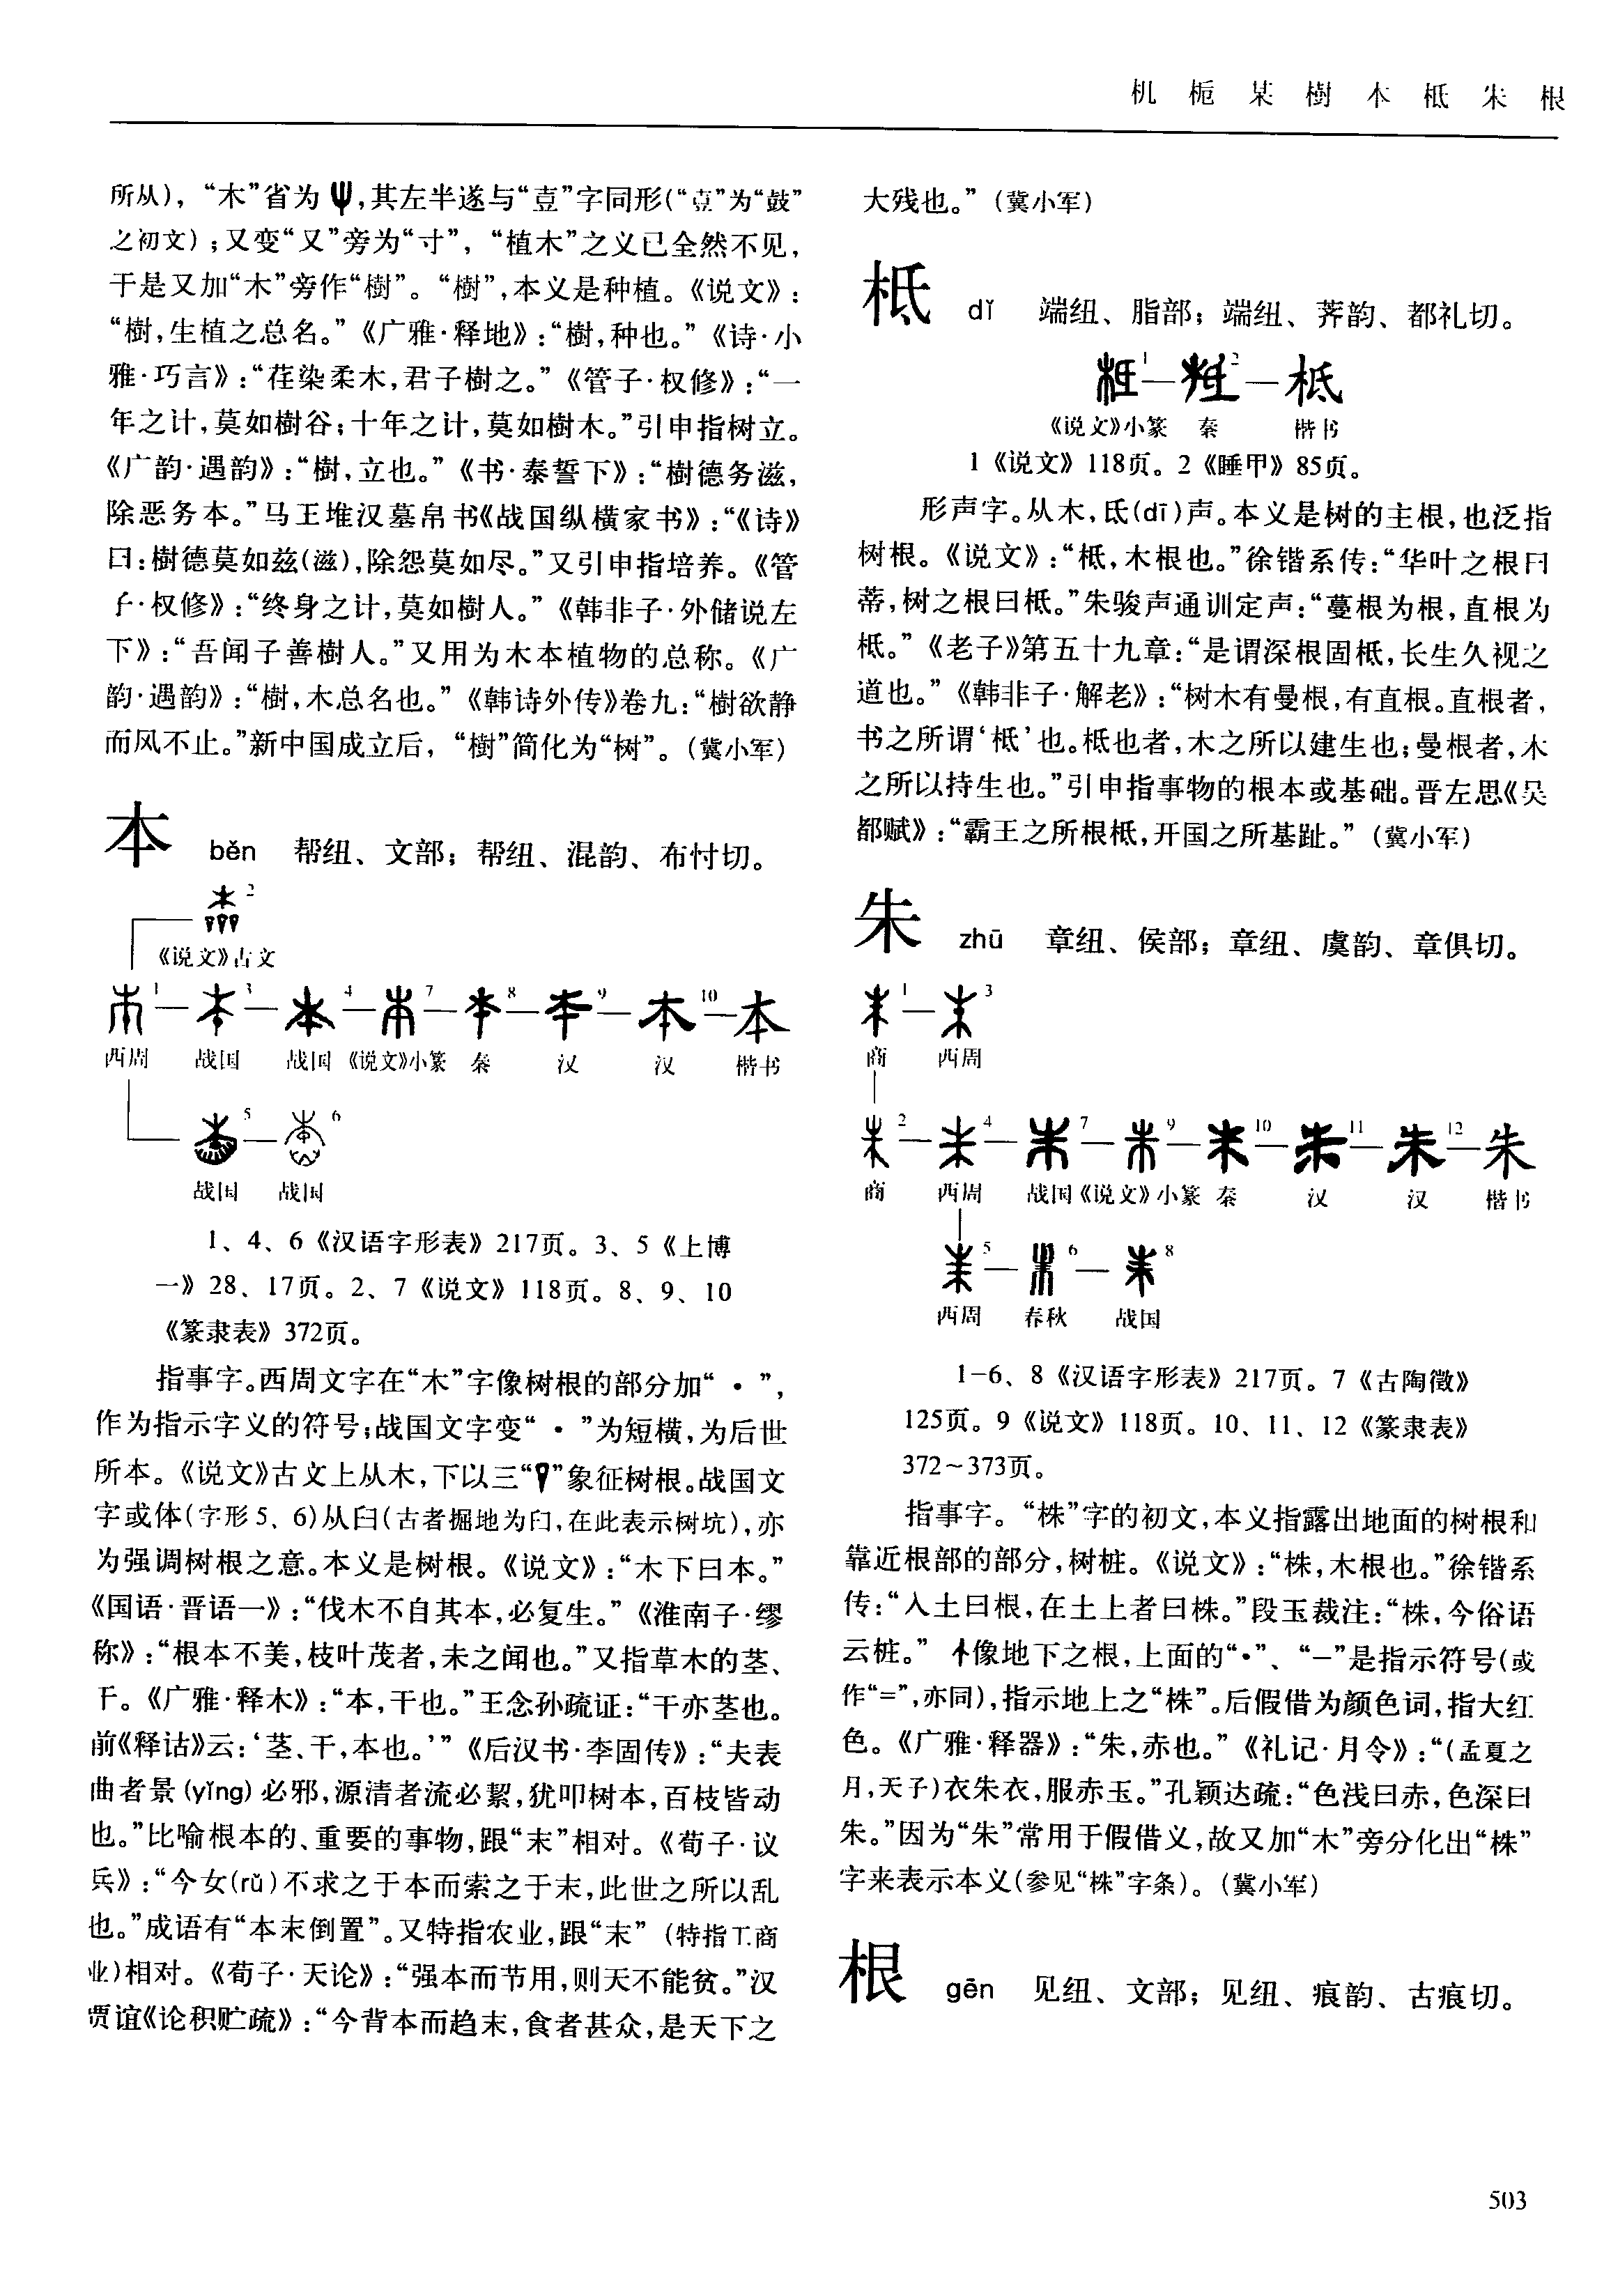 机 栀 某 樹 本 柢 朱 根
所从），“木”省为，其左半遂与“壴”字同形（“壴”为“鼓”
之初文）；又变“又”旁为“寸”，“植木”之义已全然不见，
于是又加“木”旁作“樹”。“樹”，本义是种植。《说文》：
“樹，生植之总名。”《广雅·释地》：“樹，种也。”《诗·小
雅·巧言》：“荏染柔木，君子樹之。”《管子·权修》：“一
年之计，莫如樹谷；十年之计，莫如樹木。”引申指树立。
《广韵·遇韵》：“樹，立也。”《书·泰誓下》：“樹德务滋，
除恶务本。”马王堆汉墓帛书《战国纵横家书》：“《诗》
曰：樹德莫如兹（滋），除怨莫如尽。”又引申指培养。《管
子·权修》：“终身之计，莫如樹人。”《韩非子·外储说左
下》：“吾闻子善樹人。”又用为木本植物的总称。《广
韵·遇韵》：“樹，木总名也。”《韩诗外传》卷九：“樹欲静
而风不止。”新中国成立后，“樹”简化为“树”。（冀小军）
本 běn 帮纽、文部；帮纽、混韵、布忖切。
2
《说文》古文
1 3 4 7 8 9 10 本
西周 战国 战国 《说文》小篆 秦 汉 汉 楷书
5 6
战国 战国
1、4、6《汉语字形表》217页。3、5《上博
一》28、17页。2、7《说文》118页。8、9、10
《篆隶表》372页。
指事字。西周文字在“木”字像树根的部分加“·”，
作为指示字义的符号；战国文字变“·”为短横，为后世
所本。《说文》古文上从木，下以三“”象征树根。战国文
字或体（字形5、6）从臼（古者掘地为臼，在此表示树坑），亦
为强调树根之意。本义是树根。《说文》：“木下曰本。”
《国语·晋语一》：“伐木不自其本，必复生。”《淮南子·缪
称》：“根本不美，枝叶茂者，未之闻也。”又指草木的茎、
干。《广雅·释木》：“本，干也。”王念孙疏证：“干亦茎也。
前《释诂》云：‘茎、干，本也。’”《后汉书·李固传》：“夫表
曲者景（yǐng）必邪，源清者流必絜，犹叩树本，百枝皆动
也。”比喻根本的、重要的事物，跟“末”相对。《荀子·议
兵》：“今女（rǔ）不求之于本而索之于末，此世之所以乱
也。”成语有“本末倒置”。又特指农业，跟“末”（特指工商
业）相对。《荀子·天论》：“强本而节用，则天不能贫。”汉
贾谊《论积贮疏》：“今背本而趋末，食者甚众，是天下之
大残也。”（冀小军）
柢 dǐ 端纽、脂部；端纽、荠韵、都礼切。
1 2 柢
《说文》小篆 秦 楷书
1《说文》118页。2《睡甲》85页。
形声字。从木，氐（dī）声。本义是树的主根，也泛指
树根。《说文》：“柢，木根也。”徐锴系传：“华叶之根曰
蒂，树之根曰柢。”朱骏声通训定声：“蔓根为根，直根为
柢。”《老子》第五十九章：“是谓深根固柢，长生久视之
道也。”《韩非子·解老》：“树木有曼根，有直根。直根者，
书之所谓‘柢’也。柢也者，木之所以建生也；曼根者，木
之所以持生也。”引申指事物的根本或基础。晋左思《吴
都赋》：“霸王之所根柢，开国之所基趾。”（冀小军）
朱 zhū 章纽、侯部；章纽、虞韵、章俱切。
1 3
商 西周
2 4 7 9 10 11 12 朱
商 西周 战国 《说文》小篆 秦 汉 汉 楷书
5 6 8
西周 春秋 战国
1-6、8《汉语字形表》217页。7《古陶徵》
125页。9《说文》118页。10、11、12《篆隶表》
372～373页。
指事字。“株”字的初文，本义指露出地面的树根和
靠近根部的部分，树桩。《说文》：“株，木根也。”徐锴系
传：“入土曰根，在土上者曰株。”段玉裁注：“株，今俗语
云桩。”像地下之根，上面的“·”、“–”是指示符号（或
作“=”，亦同），指示地上之“株”。后假借为颜色词，指大红
色。《广雅·释器》：“朱，赤也。”《礼记·月令》：“（孟夏之
月，天子）衣朱衣，服赤玉。”孔颖达疏：“色浅曰赤，色深曰
朱。”因为“朱”常用于假借义，故又加“木”旁分化出“株”
字来表示本义（参见“株”字条）。（冀小军）
根 gēn 见纽、文部；见纽、痕韵、古痕切。
503